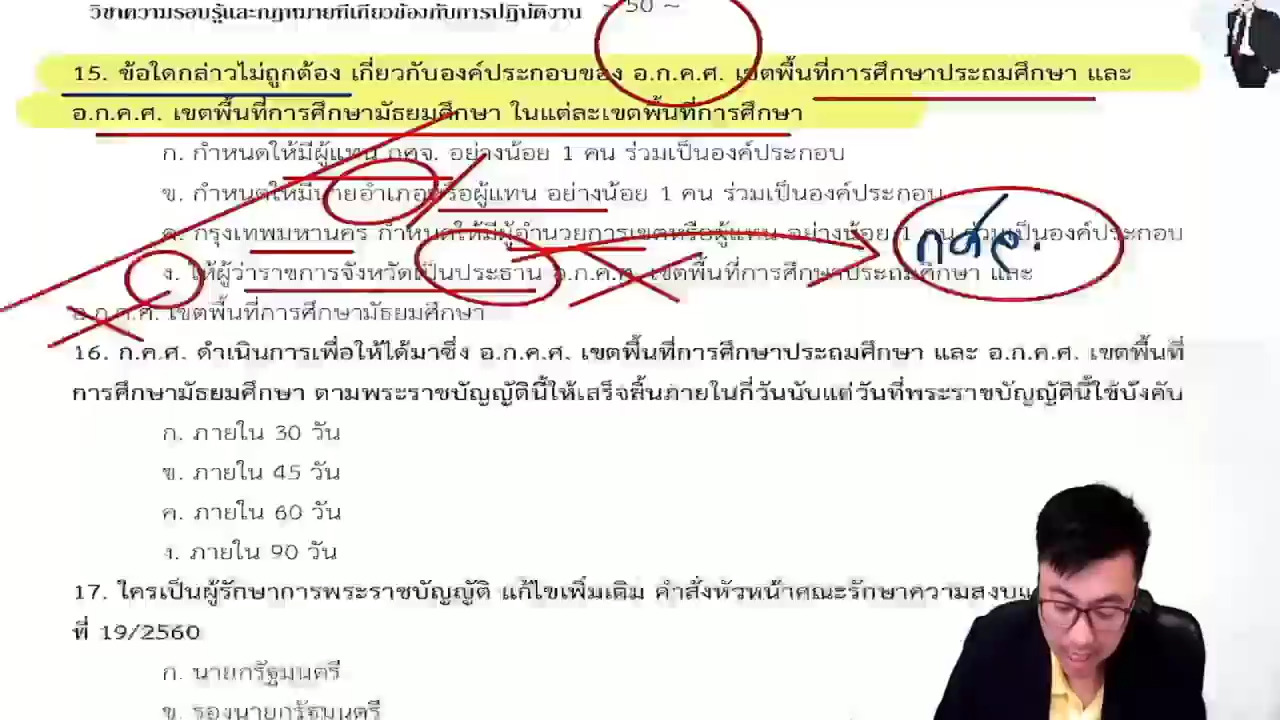 วิชาความรอบรู้และกฎหมายที่เกี่ยวข้องกับการปฏิบัติงาน ~ 50 ~
15. ข้อใดกล่าวไม่ถูกต้อง เกี่ยวกับองค์ประกอบของ อ.ก.ค.ศ. เขตพื้นที่การศึกษาประถมศึกษา และ
อ.ก.ค.ศ. เขตพื้นที่การศึกษามัธยมศึกษา ในแต่ละเขตพื้นที่การศึกษา
ก. กำหนดให้มีผู้แทน กศจ. อย่างน้อย 1 คน ร่วมเป็นองค์ประกอบ
ข. กำหนดให้มีนายอำเภอหรือผู้แทน อย่างน้อย 1 คน ร่วมเป็นองค์ประกอบ
ค. กรุงเทพมหานคร กำหนดให้มีผู้อำนวยการเขตหรือผู้แทน อย่างน้อย 1 คน ร่วมเป็นองค์ประกอบ
ง. ให้ผู้ว่าราชการจังหวัดเป็นประธาน อ.ก.ค.ศ. เขตพื้นที่การศึกษาประถมศึกษา และ
อ.ก.ค.ศ. เขตพื้นที่การศึกษามัธยมศึกษา
กศจ.
16. ก.ค.ศ. ดำเนินการเพื่อให้ได้มาซึ่ง อ.ก.ค.ศ. เขตพื้นที่การศึกษาประถมศึกษา และ อ.ก.ค.ศ. เขตพื้นที่
การศึกษามัธยมศึกษา ตามพระราชบัญญัตินี้ให้เสร็จสิ้นภายในกี่วันนับแต่วันที่พระราชบัญญัตินี้ใช้บังคับ
ก. ภายใน 30 วัน
ข. ภายใน 45 วัน
ค. ภายใน 60 วัน
ง. ภายใน 90 วัน
17. ใครเป็นผู้รักษาการพระราชบัญญัติ แก้ไขเพิ่มเติม คำสั่งหัวหน้าคณะรักษาความสงบ
ที่ 19/2560
ก. นายกรัฐมนตรี
ข. รองนายกรัฐมนตรี